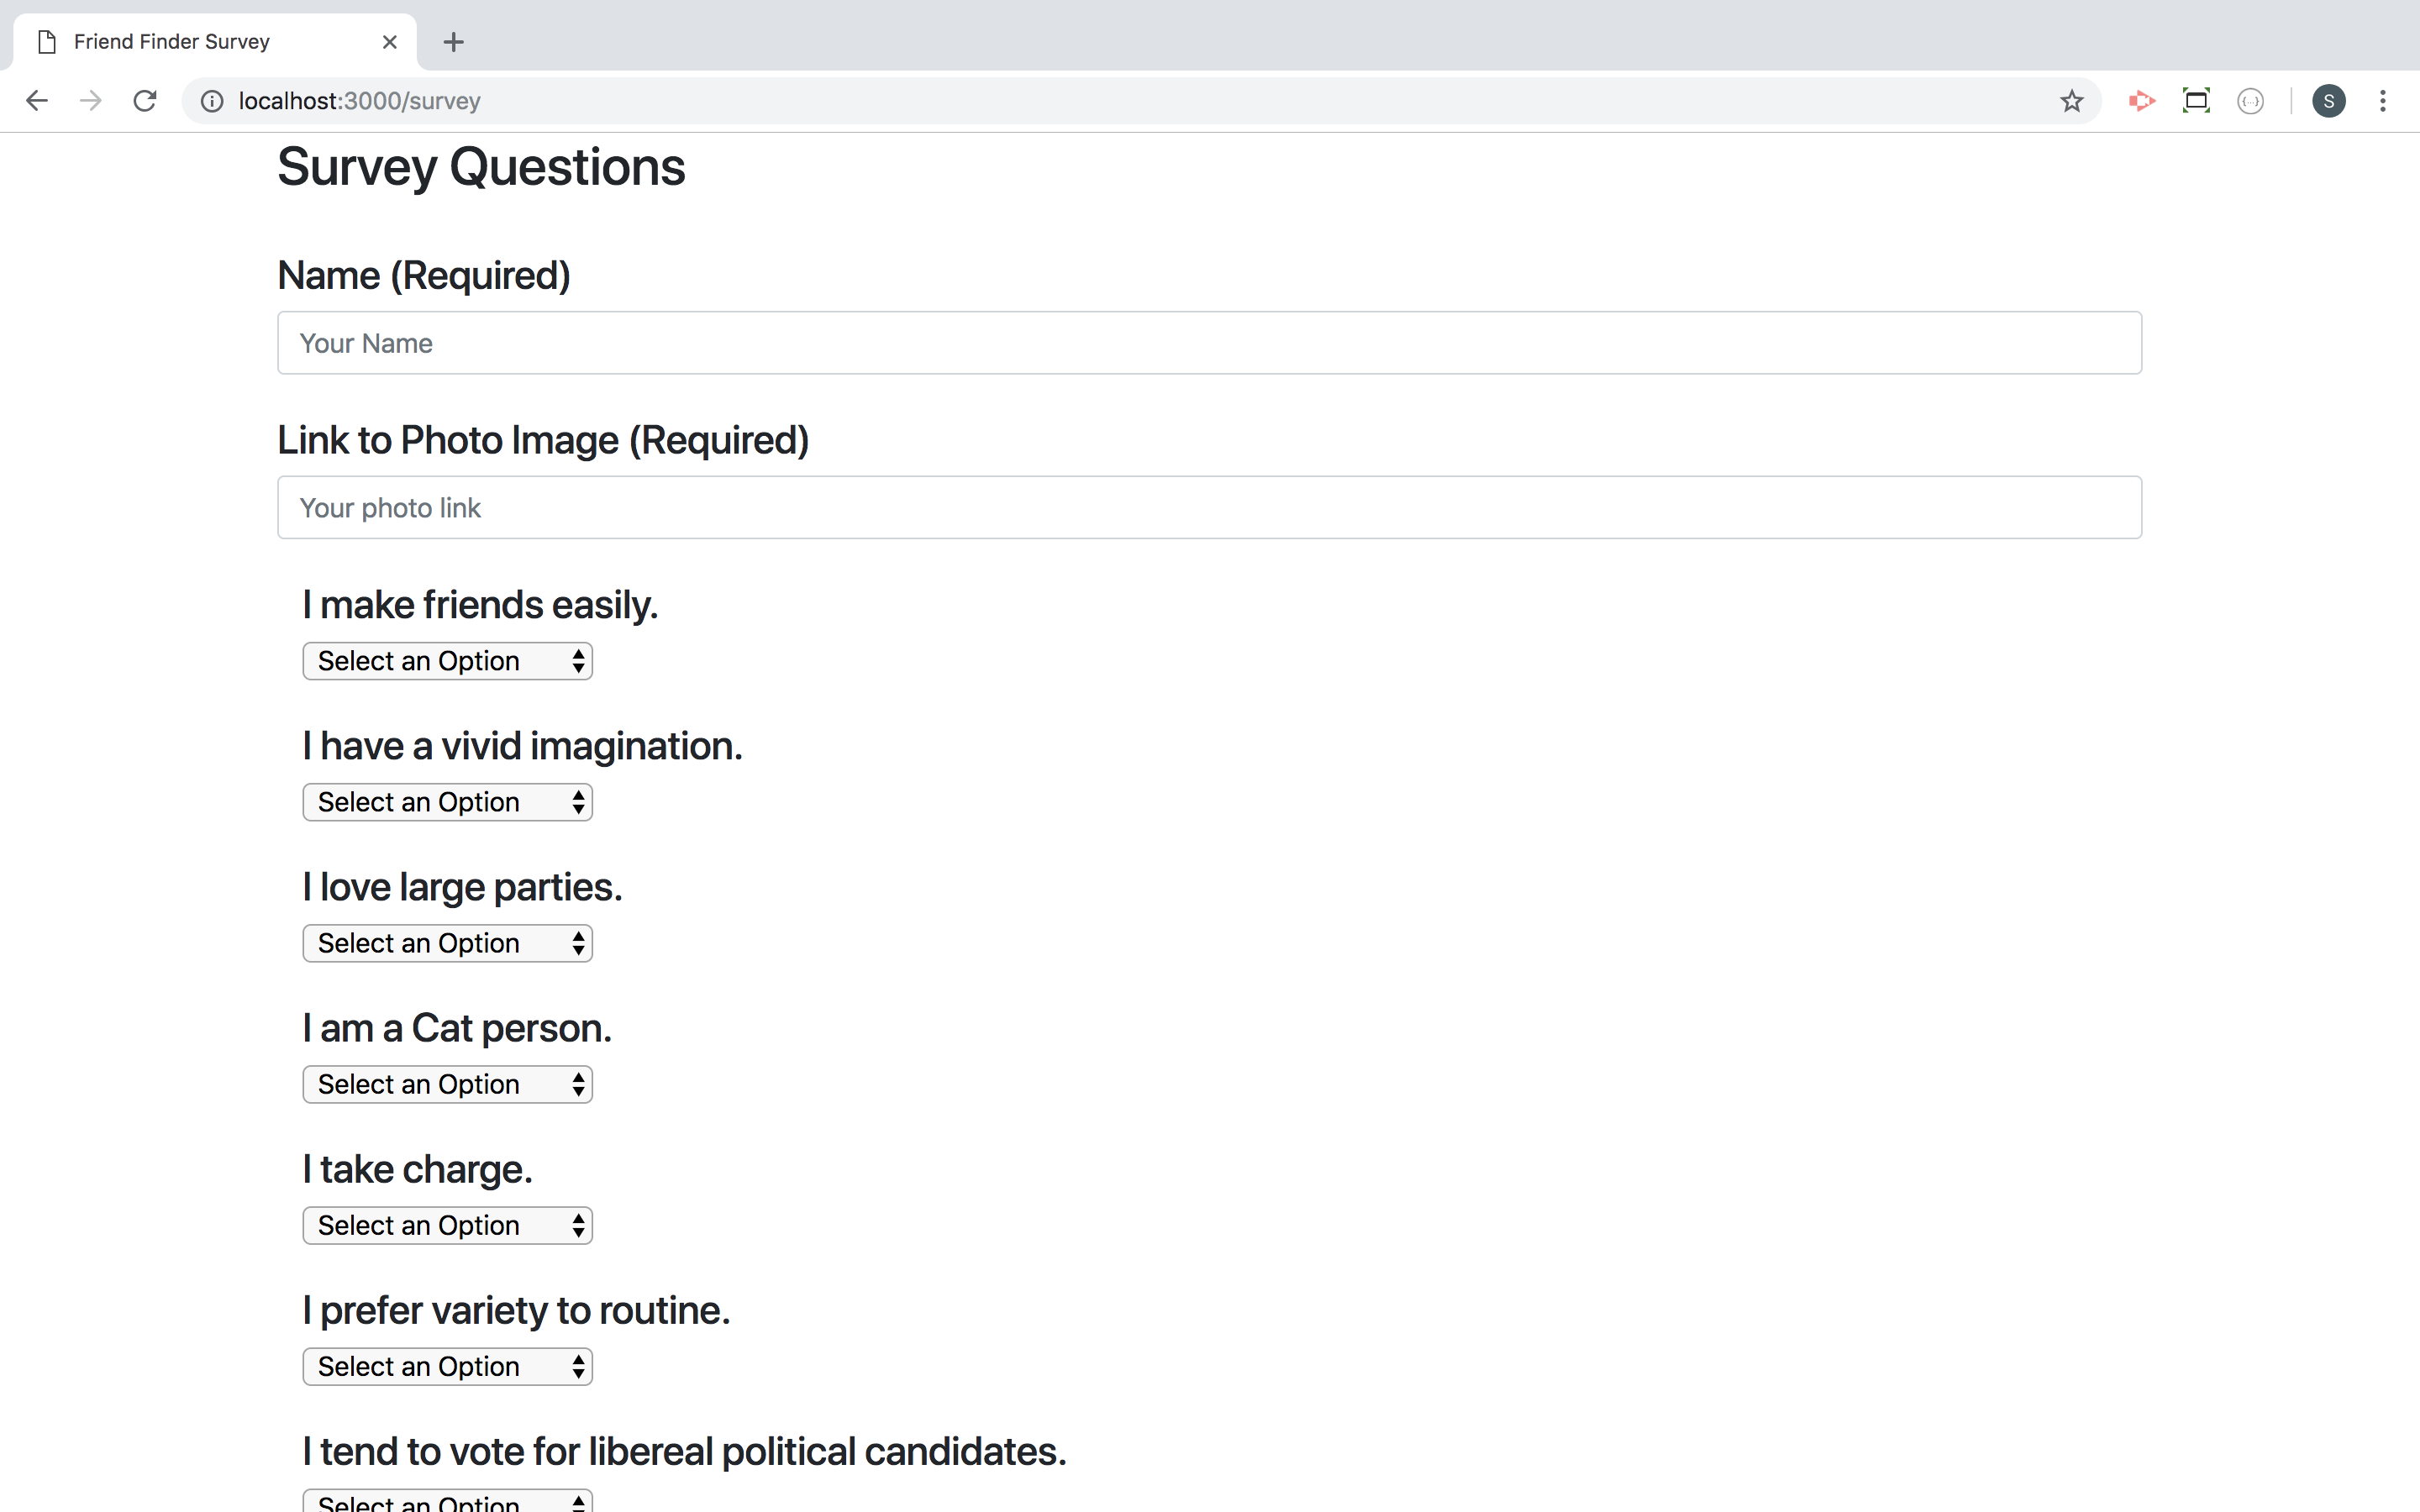 Friend Finder Survey
localhost:3000/survey
S
Survey Questions
Name (Required)
Your Name
Link to Photo Image (Required)
Your photo link
I make friends easily.
Select an Option
I have a vivid imagination.
Select an Option
I love large parties.
Select an Option
I am a Cat person.
Select an Option
I take charge.
Select an Option
I prefer variety to routine.
Select an Option
I tend to vote for libereal political candidates.
Select an Option